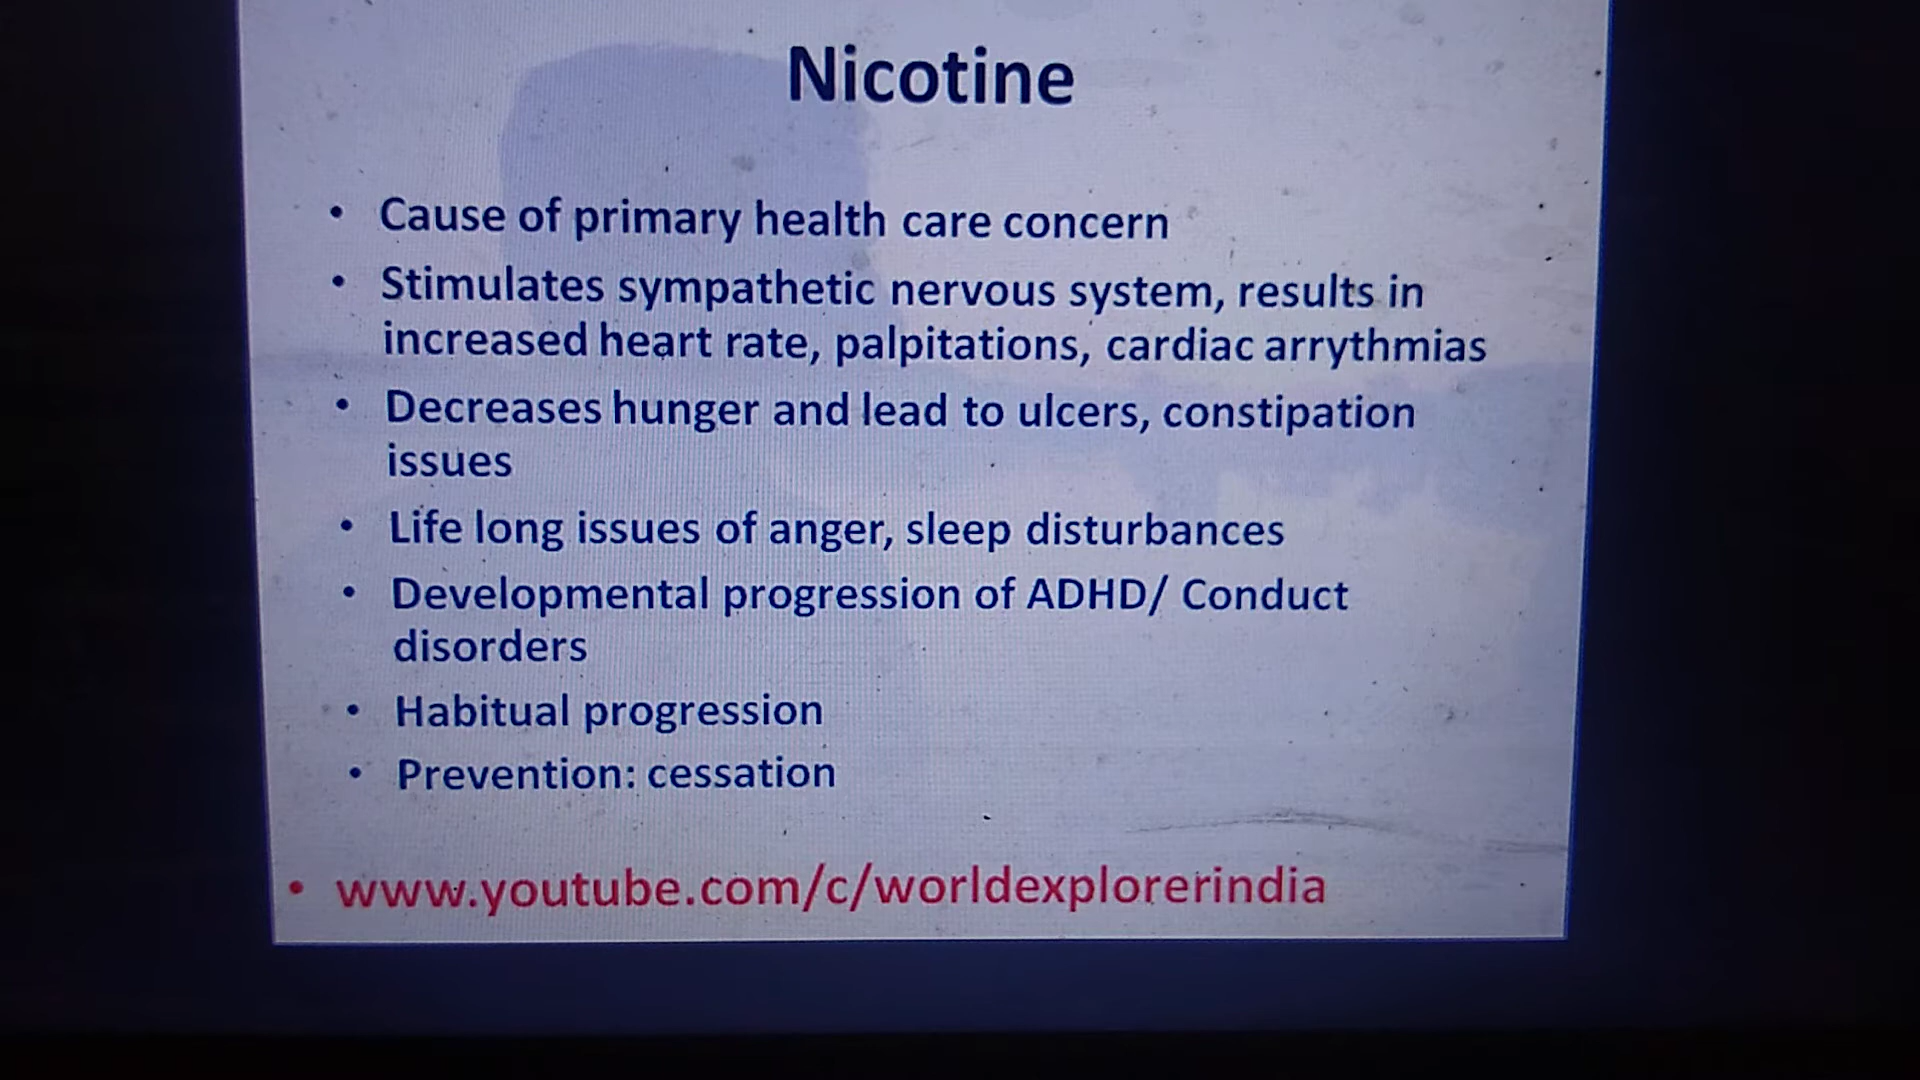 Nicotine
• Cause of primary health care concern
• Stimulates sympathetic nervous system, results in
increased heart rate, palpitations, cardiac arrythmias
• Decreases hunger and lead to ulcers, constipation
issues
• Life long issues of anger, sleep disturbances
• Developmental progression of ADHD/ Conduct
disorders
• Habitual progression
• Prevention: cessation
• www.youtube.com/c/worldexplorerindia